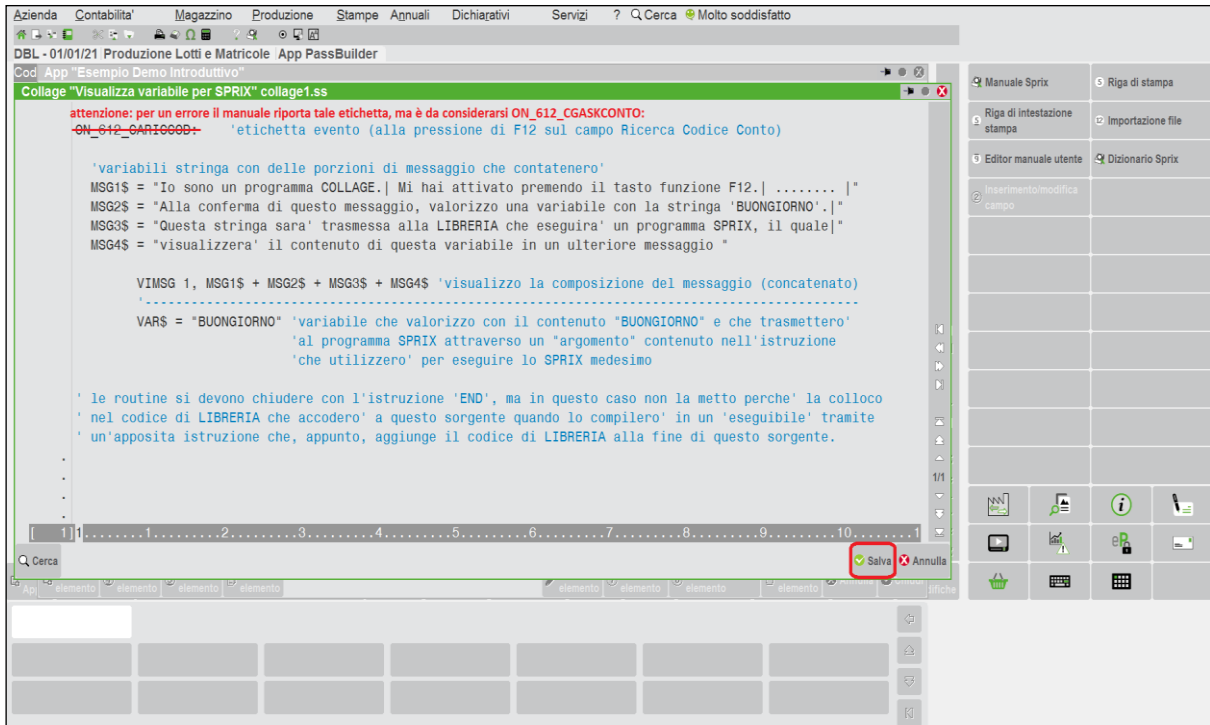 Azienda Contabilita' Magazzino Produzione Stampe Annuali Dichiarativi Servizi ? Cerca Molto soddisfatto
DBL - 01/01/21 Produzione Lotti e Matricole App PassBuilder
Cod App "Esempio Demo Introduttivo"
Collage "Visualizza variabile per SPRIX" collage1.ss
attenzione: per un errore il manuale riporta tale etichetta, ma è da considerarsi ON_612_CGASKCONTO:
ON_612_CARICCOD: 'etichetta evento (alla pressione di F12 sul campo Ricerca Codice Conto)
'variabili stringa con delle porzioni di messaggio che contatenero'
MSG1$ = "Io sono un programma COLLAGE.| Mi hai attivato premendo il tasto funzione F12.| ........ |"
MSG2$ = "Alla conferma di questo messaggio, valorizzo una variabile con la stringa 'BUONGIORNO'.|"
MSG3$ = "Questa stringa sara' trasmessa alla LIBRERIA che eseguira' un programma SPRIX, il quale|"
MSG4$ = "visualizzera' il contenuto di questa variabile in un ulteriore messaggio "
VIMSG 1, MSG1$ + MSG2$ + MSG3$ + MSG4$ 'visualizzo la composizione del messaggio (concatenato)
'---------------------------------------------------------------------------------------------
VAR$ = "BUONGIORNO" 'variabile che valorizzo con il contenuto "BUONGIORNO" e che trasmettero'
'al programma SPRIX attraverso un "argomento" contenuto nell'istruzione
'che utilizzero' per eseguire lo SPRIX medesimo
' le routine si devono chiudere con l'istruzione 'END', ma in questo caso non la metto perche' la colloco
' nel codice di LIBRERIA che accodero' a questo sorgente quando lo compilero' in un 'eseguibile' tramite
' un'apposita istruzione che, appunto, aggiunge il codice di LIBRERIA alla fine di questo sorgente.
1/1
[ 1]1........1.........2.........3.........4.........5.........6.........7.........8.........9.........10........1
Cerca Salva Annulla
elemento elemento elemento elemento elemento elemento elemento
Manuale Sprix
Riga di stampa
Riga di intestazione stampa
Importazione file
Editor manuale utente
Dizionario Sprix
Inserimento/modifica campo